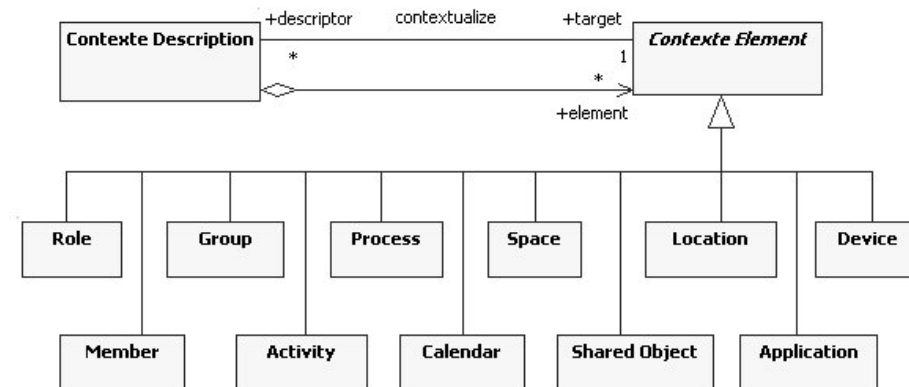 +descriptor contextualize +target
Contexte Description
Contexte Element
* 1
*
+element
Role Group Process Space Location Device
Member Activity Calendar Shared Object Application